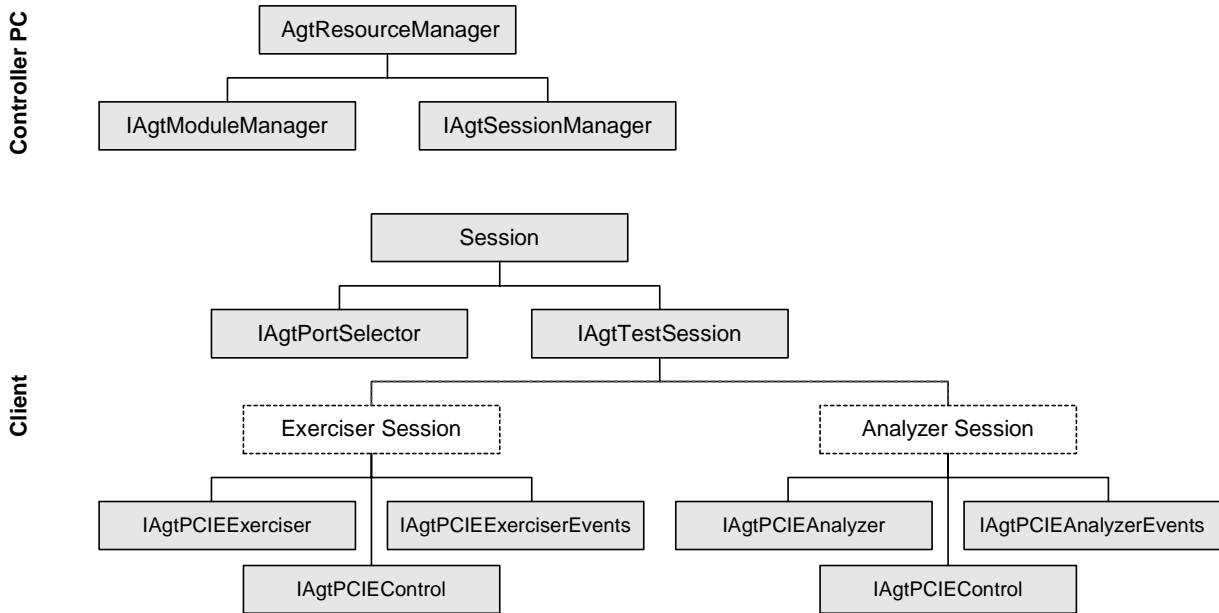 Controller PC
AgtResourceManager
IAgtModuleManager
IAgtSessionManager
Client
Session
IAgtPortSelector
IAgtTestSession
Exerciser Session
Analyzer Session
IAgtPCIEExerciser
IAgtPCIEExerciserEvents
IAgtPCIEAnalyzer
IAgtPCIEAnalyzerEvents
IAgtPCIEControl
IAgtPCIEControl